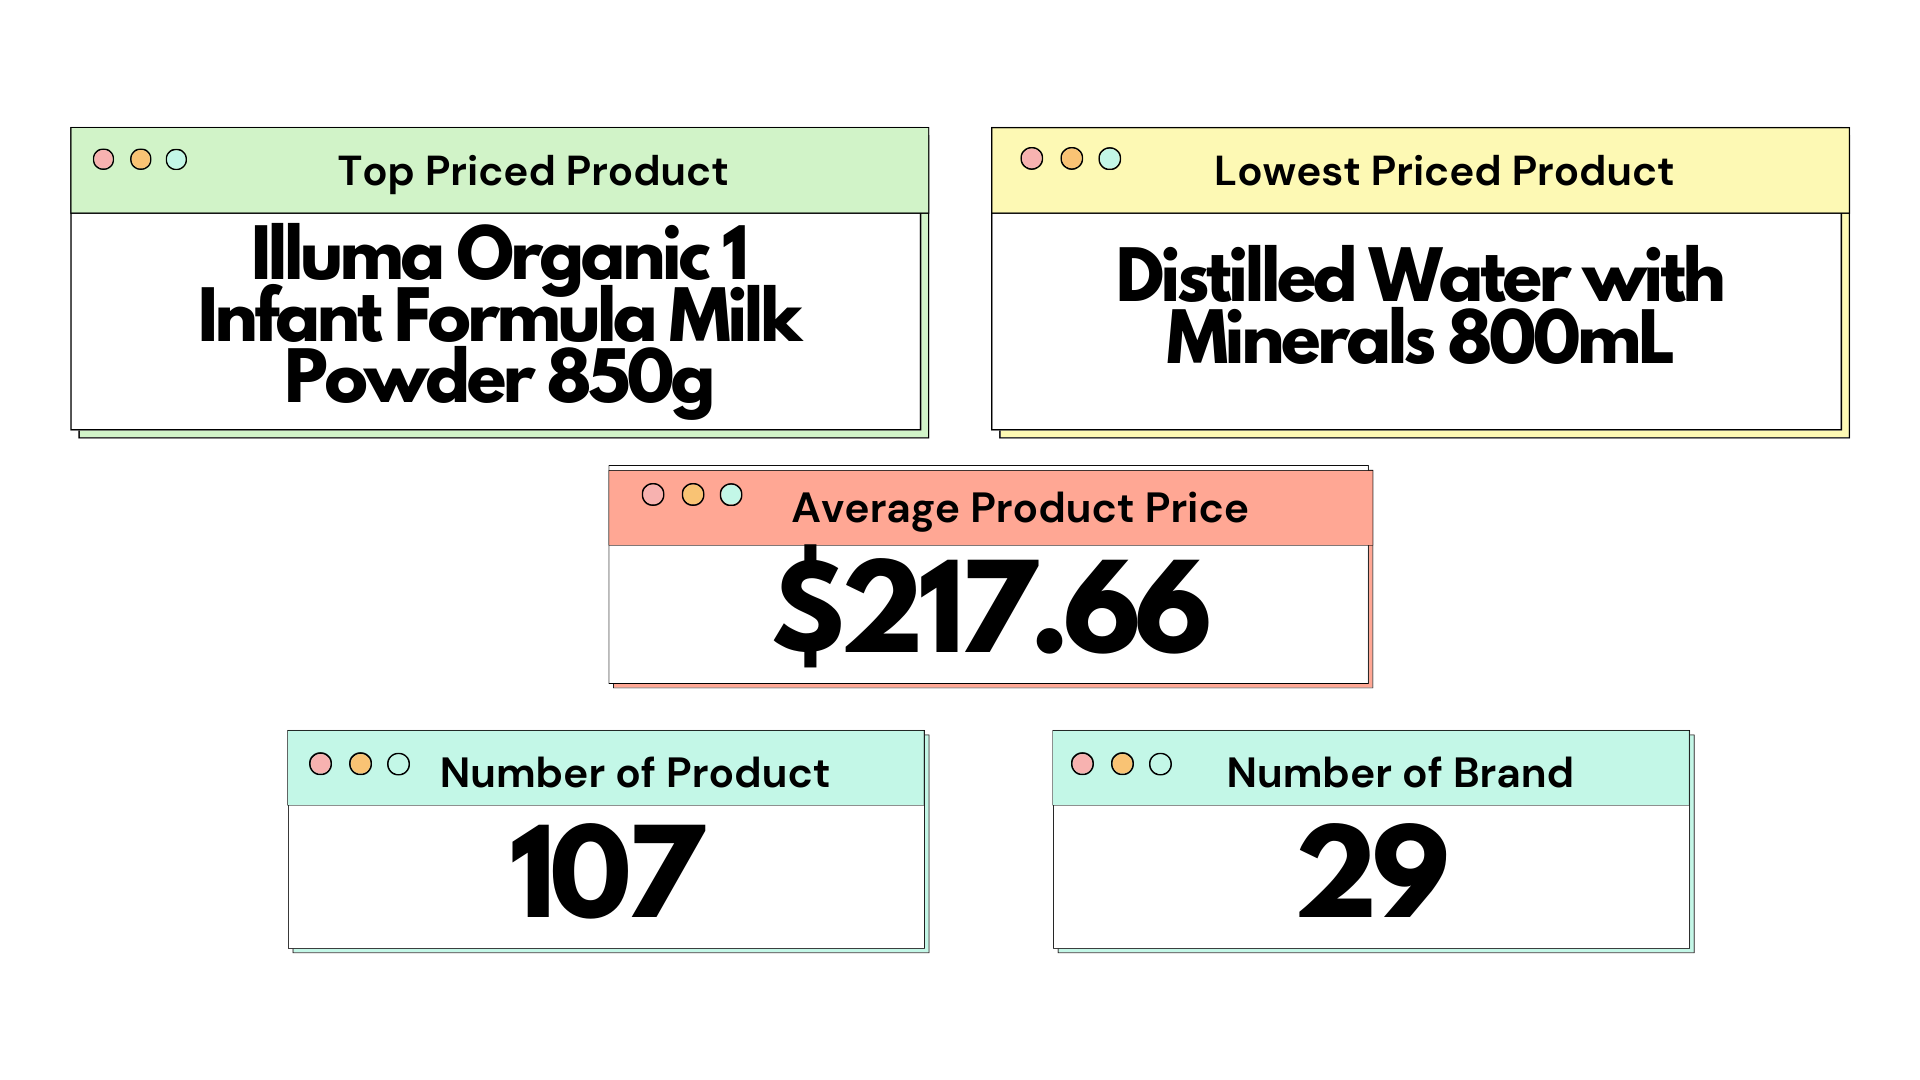 Top Priced Product
Illuma Organic 1
Infant Formula Milk
Powder 850g
Lowest Priced Product
Distilled Water with
Minerals 800mL
Average Product Price
$217.66
Number of Product
107
Number of Brand
29